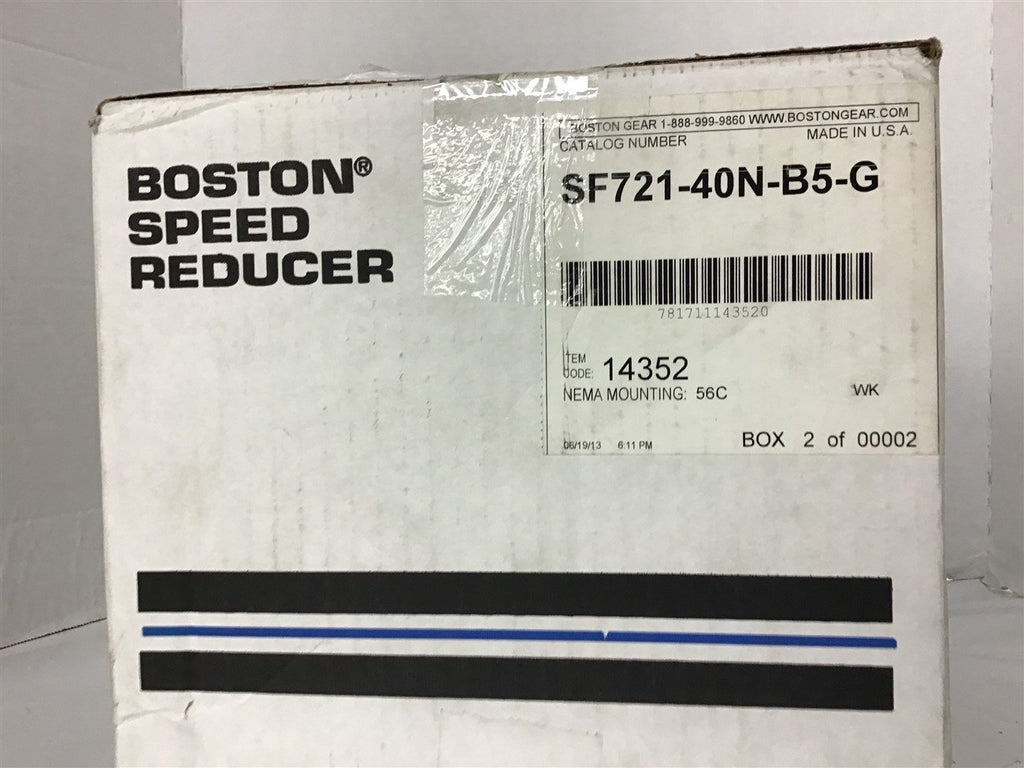 BOSTON®
SPEED
REDUCER
BOSTON GEAR 1-888-999-9860 WWW.BOSTONGEAR.COM
CATALOG NUMBER MADE IN U.S.A.
SF721-40N-B5-G
781711143520
ITEM
CODE: 14352
NEMA MOUNTING: 56C WK
06/19/13 6:11 PM BOX 2 of 00002